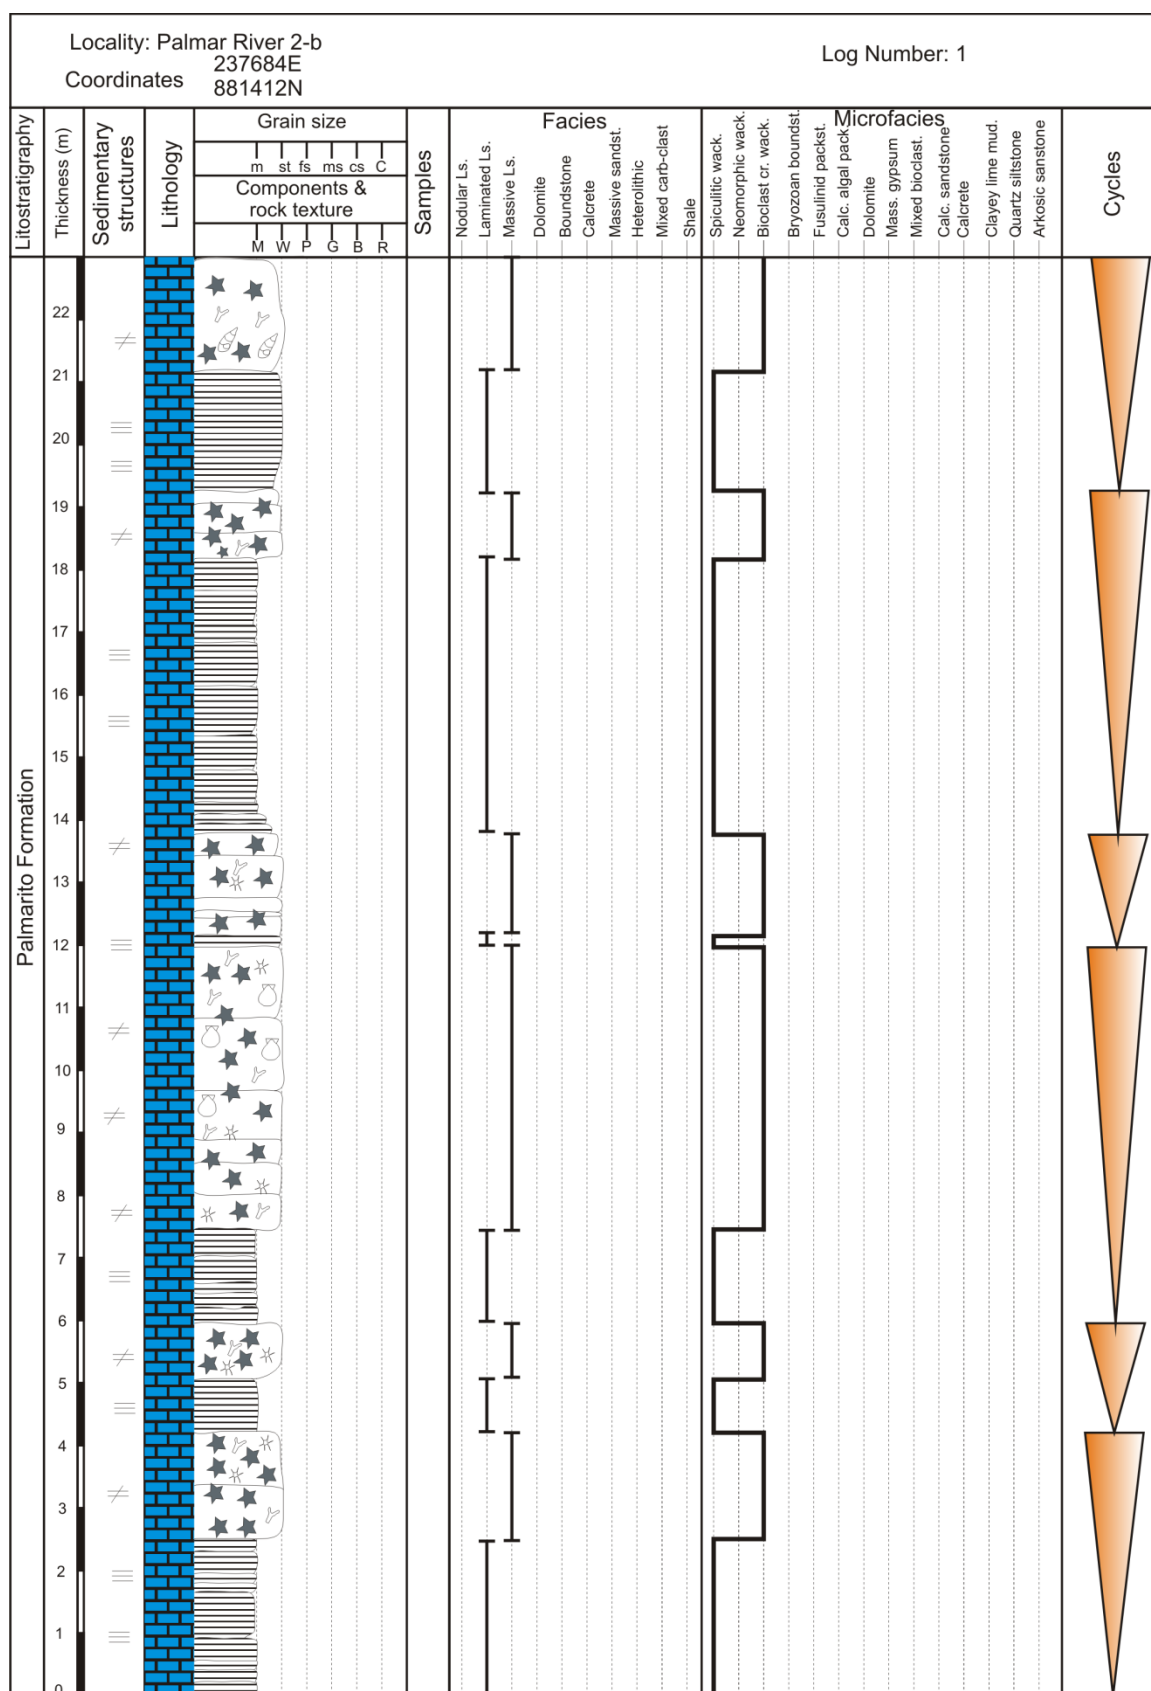 Locality: Palmar River 2-b
Log Number: 1
Coordinates
237684E
881412N
Litostratigraphy
Thickness (m)
Sedimentary
structures
Lithology
Grain size
m st fs ms cs C
Components &
rock texture
M W P G B R
Samples
Facies
Nodular Ls.
Laminated Ls.
Massive Ls.
Dolomite
Boundstone
Calcrete
Massive sandst.
Heterolithic
Mixed carb-clast
Shale
Microfacies
Spiculitic wack.
Neomorphic wack.
Bioclast cr. wack.
Bryozoan boundst.
Fusulinid packst.
Calc. algal pack.
Dolomite
Mass. gypsum
Mixed bioclast.
Calc. sandstone
Calcrete
Clayey lime mud.
Quartz siltstone
Arkosic sanstone
Cycles
Palmarito Formation
22
21
20
19
18
17
16
15
14
13
12
11
10
9
8
7
6
5
4
3
2
1
0